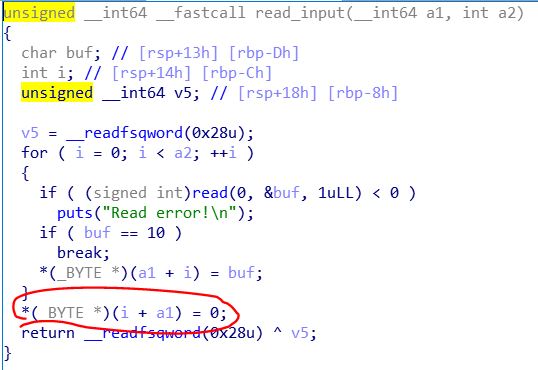 unsigned __int64 __fastcall read_input(__int64 a1, int a2)
{
  char buf; // [rsp+13h] [rbp-Dh]
  int i; // [rsp+14h] [rbp-Ch]
  unsigned __int64 v5; // [rsp+18h] [rbp-8h]

  v5 = __readfsqword(0x28u);
  for ( i = 0; i < a2; ++i )
  {
    if ( (signed int)read(0, &buf, 1uLL) < 0 )
      puts("Read error!\n");
    if ( buf == 10 )
      break;
    *(_BYTE *)(a1 + i) = buf;
  }
  *(_BYTE *)(i + a1) = 0;
  return __readfsqword(0x28u) ^ v5;
}